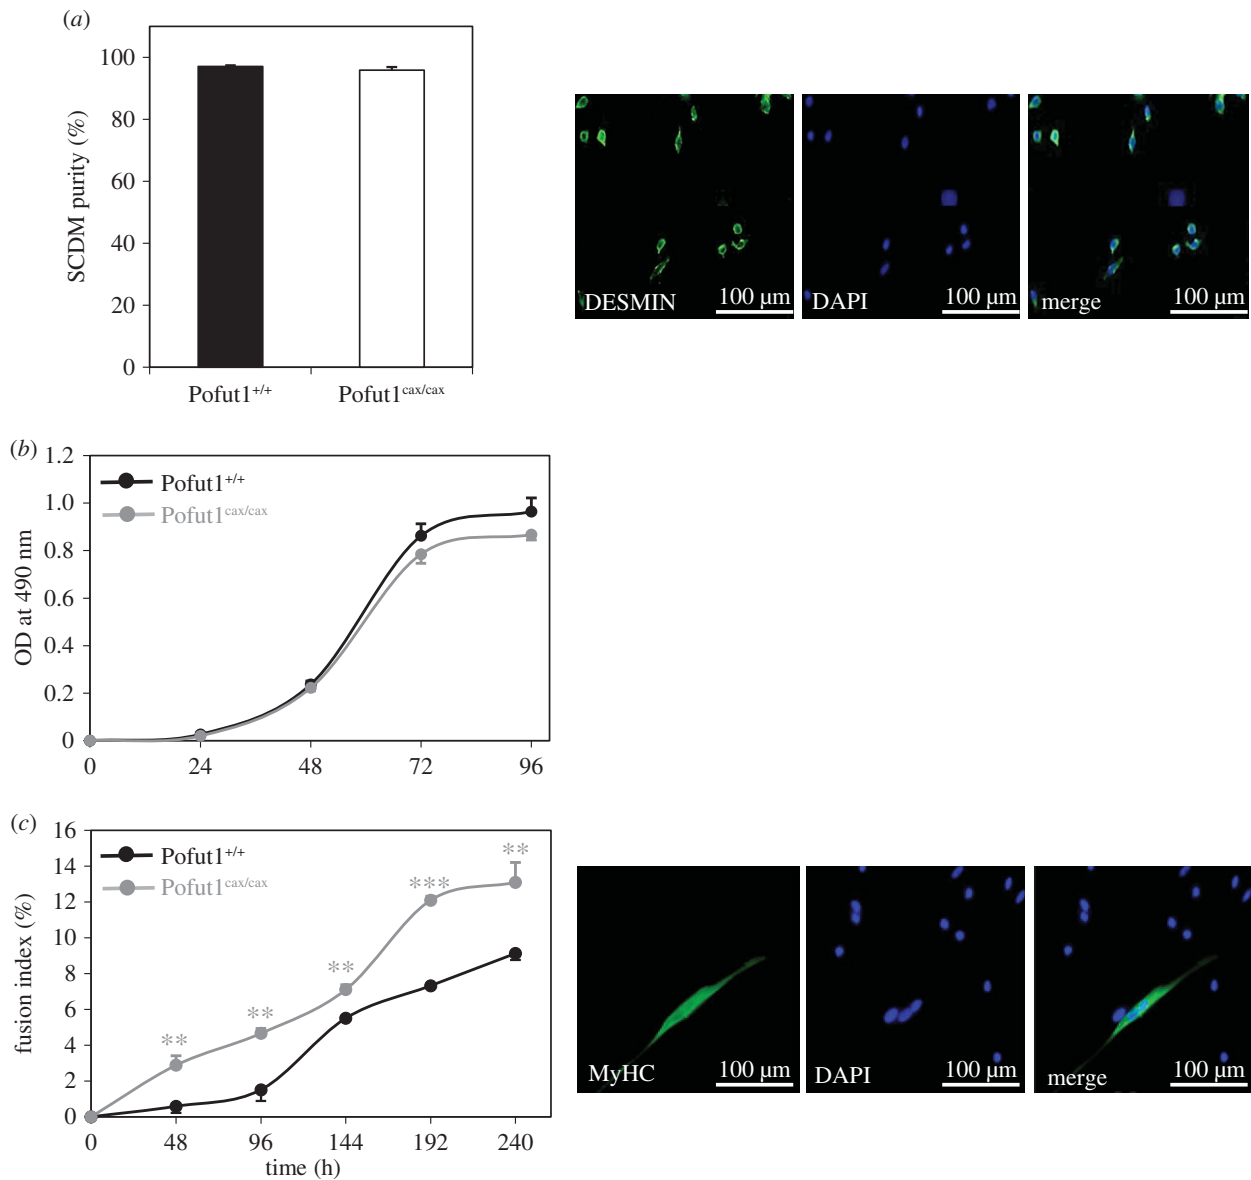 (a)
100
80
60
40
20
0
SCDM purity (%)
Pofut1+/+
Pofut1cax/cax
DESMIN
100 µm
DAPI
100 µm
merge
100 µm
(b)
1.2
1.0
0.8
0.6
0.4
0.2
0
OD at 490 nm
Pofut1+/+
Pofut1cax/cax
0 24 48 72 96
(c)
16
14
12
10
8
6
4
2
0
fusion index (%)
Pofut1+/+
Pofut1cax/cax
**
**
**
***
**
0 48 96 144 192 240
time (h)
MyHC
100 µm
DAPI
100 µm
merge
100 µm